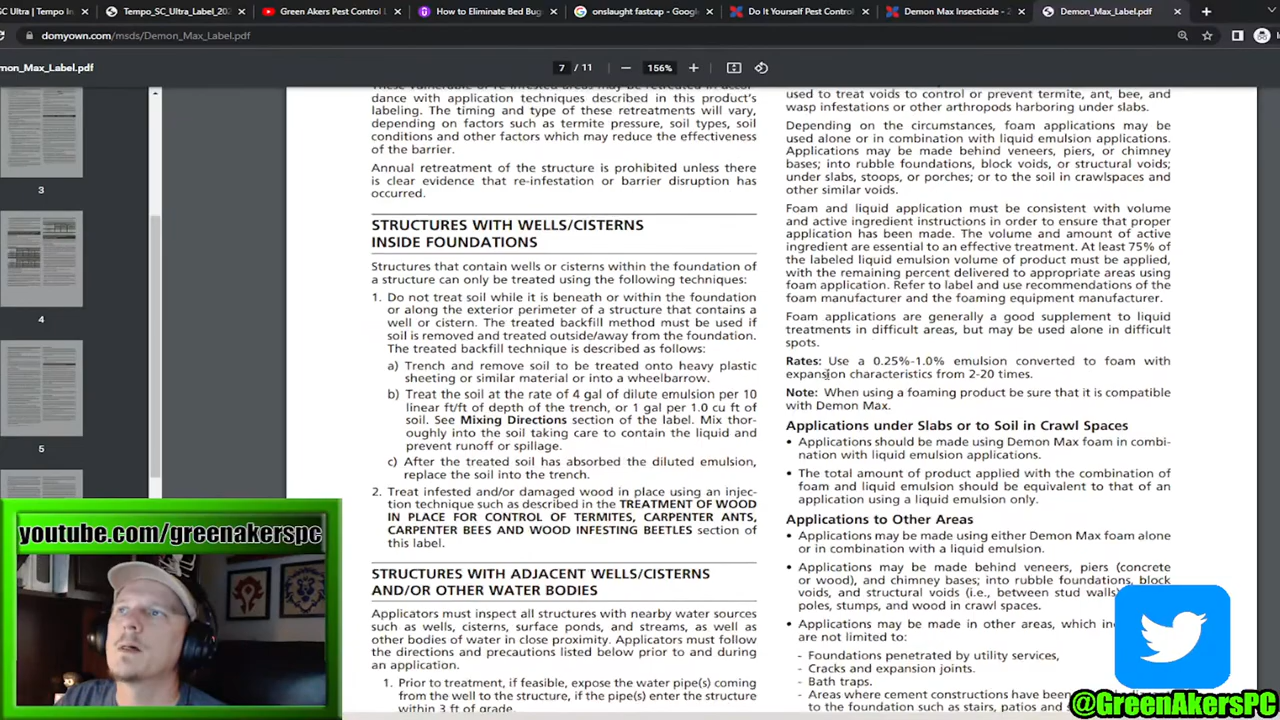 SC Ultra | Tempo In
Tempo_SC_Ultra_Label_202
Green Akers Pest Control
How to Eliminate Bed Bug
onslaught fastcap - Googl
Do It Yourself Pest Contro
Demon Max Insecticide - 2
Demon_Max_Label.pdf
domyown.com/msds/Demon_Max_Label.pdf
mon_Max_Label.pdf
7 / 11
156%
3
4
5
dance with application techniques described in this product's
labeling. The timing and type of these retreatments will vary,
depending on factors such as termite pressure, soil types, soil
conditions and other factors which may reduce the effectiveness
of the barrier.
Annual retreatment of the structure is prohibited unless there
is clear evidence that re-infestation or barrier disruption has
occurred.
STRUCTURES WITH WELLS/CISTERNS
INSIDE FOUNDATIONS
Structures that contain wells or cisterns within the foundation of
a structure can only be treated using the following techniques:
1. Do not treat soil while it is beneath or within the foundation
or along the exterior perimeter of a structure that contains a
well or cistern. The treated backfill method must be used if
soil is removed and treated outside/away from the foundation.
The treated backfill technique is described as follows:
a) Trench and remove soil to be treated onto heavy plastic
sheeting or similar material or into a wheelbarrow.
b) Treat the soil at the rate of 4 gal of dilute emulsion per 10
linear ft/ft of depth of the trench, or 1 gal per 1.0 cu ft of
soil. See Mixing Directions section of the label. Mix thor-
oughly into the soil taking care to contain the liquid and
prevent runoff or spillage.
c) After the treated soil has absorbed the diluted emulsion,
replace the soil into the trench.
2. Treat infested and/or damaged wood in place using an injec-
tion technique such as described in the TREATMENT OF WOOD
IN PLACE FOR CONTROL OF TERMITES, CARPENTER ANTS,
CARPENTER BEES AND WOOD INFESTING BEETLES section of
this label.
STRUCTURES WITH ADJACENT WELLS/CISTERNS
AND/OR OTHER WATER BODIES
Applicators must inspect all structures with nearby water sources
such as wells, cisterns, surface ponds, and streams, as well as
other bodies of water in close proximity. Applicators must follow
the directions and precautions listed below prior to and during
an application.
1. Prior to treatment, if feasible, expose the water pipe(s) coming
from the well to the structure, if the pipe(s) enter the structure
within 3 ft of grade.
used to treat voids to control or prevent termite, ant, bee, and
wasp infestations or other arthropods harboring under slabs.
Depending on the circumstances, foam applications may be
used alone or in combination with liquid emulsion applications.
Applications may be made behind veneers, piers, or chimney
bases; into rubble foundations, block voids, or structural voids;
under slabs, stoops, or porches; or to the soil in crawlspaces and
other similar voids.
Foam and liquid application must be consistent with volume
and active ingredient instructions in order to ensure that proper
application has been made. The volume and amount of active
ingredient are essential to an effective treatment. At least 75% of
the labeled liquid emulsion volume of product must be applied,
with the remaining percent delivered to appropriate areas using
foam application. Refer to label and use recommendations of the
foam manufacturer and the foaming equipment manufacturer.
Foam applications are generally a good supplement to liquid
treatments in difficult areas, but may be used alone in difficult
spots.
Rates: Use a 0.25%-1.0% emulsion converted to foam with
expansion characteristics from 2-20 times.
Note: When using a foaming product be sure that it is compatible
with Demon Max.
Applications under Slabs or to Soil in Crawl Spaces
• Applications should be made using Demon Max foam in combi-
nation with liquid emulsion applications.
• The total amount of product applied with the combination of
foam and liquid emulsion should be equivalent to that of an
application using a liquid emulsion only.
Applications to Other Areas
• Applications may be made using either Demon Max foam alone
or in combination with a liquid emulsion.
• Applications may be made behind veneers, piers (concrete
or wood), and chimney bases; into rubble foundations, block
voids, and structural voids (i.e., between stud walls
poles, stumps, and wood in crawl spaces.
• Applications may be made in other areas, which in
are not limited to:
- Foundations penetrated by utility services,
- Cracks and expansion joints.
- Bath traps.
- Areas where cement constructions have been
to the foundation such as stairs, patios and s
youtube.com/greenakerspc
@GreenAkersPC